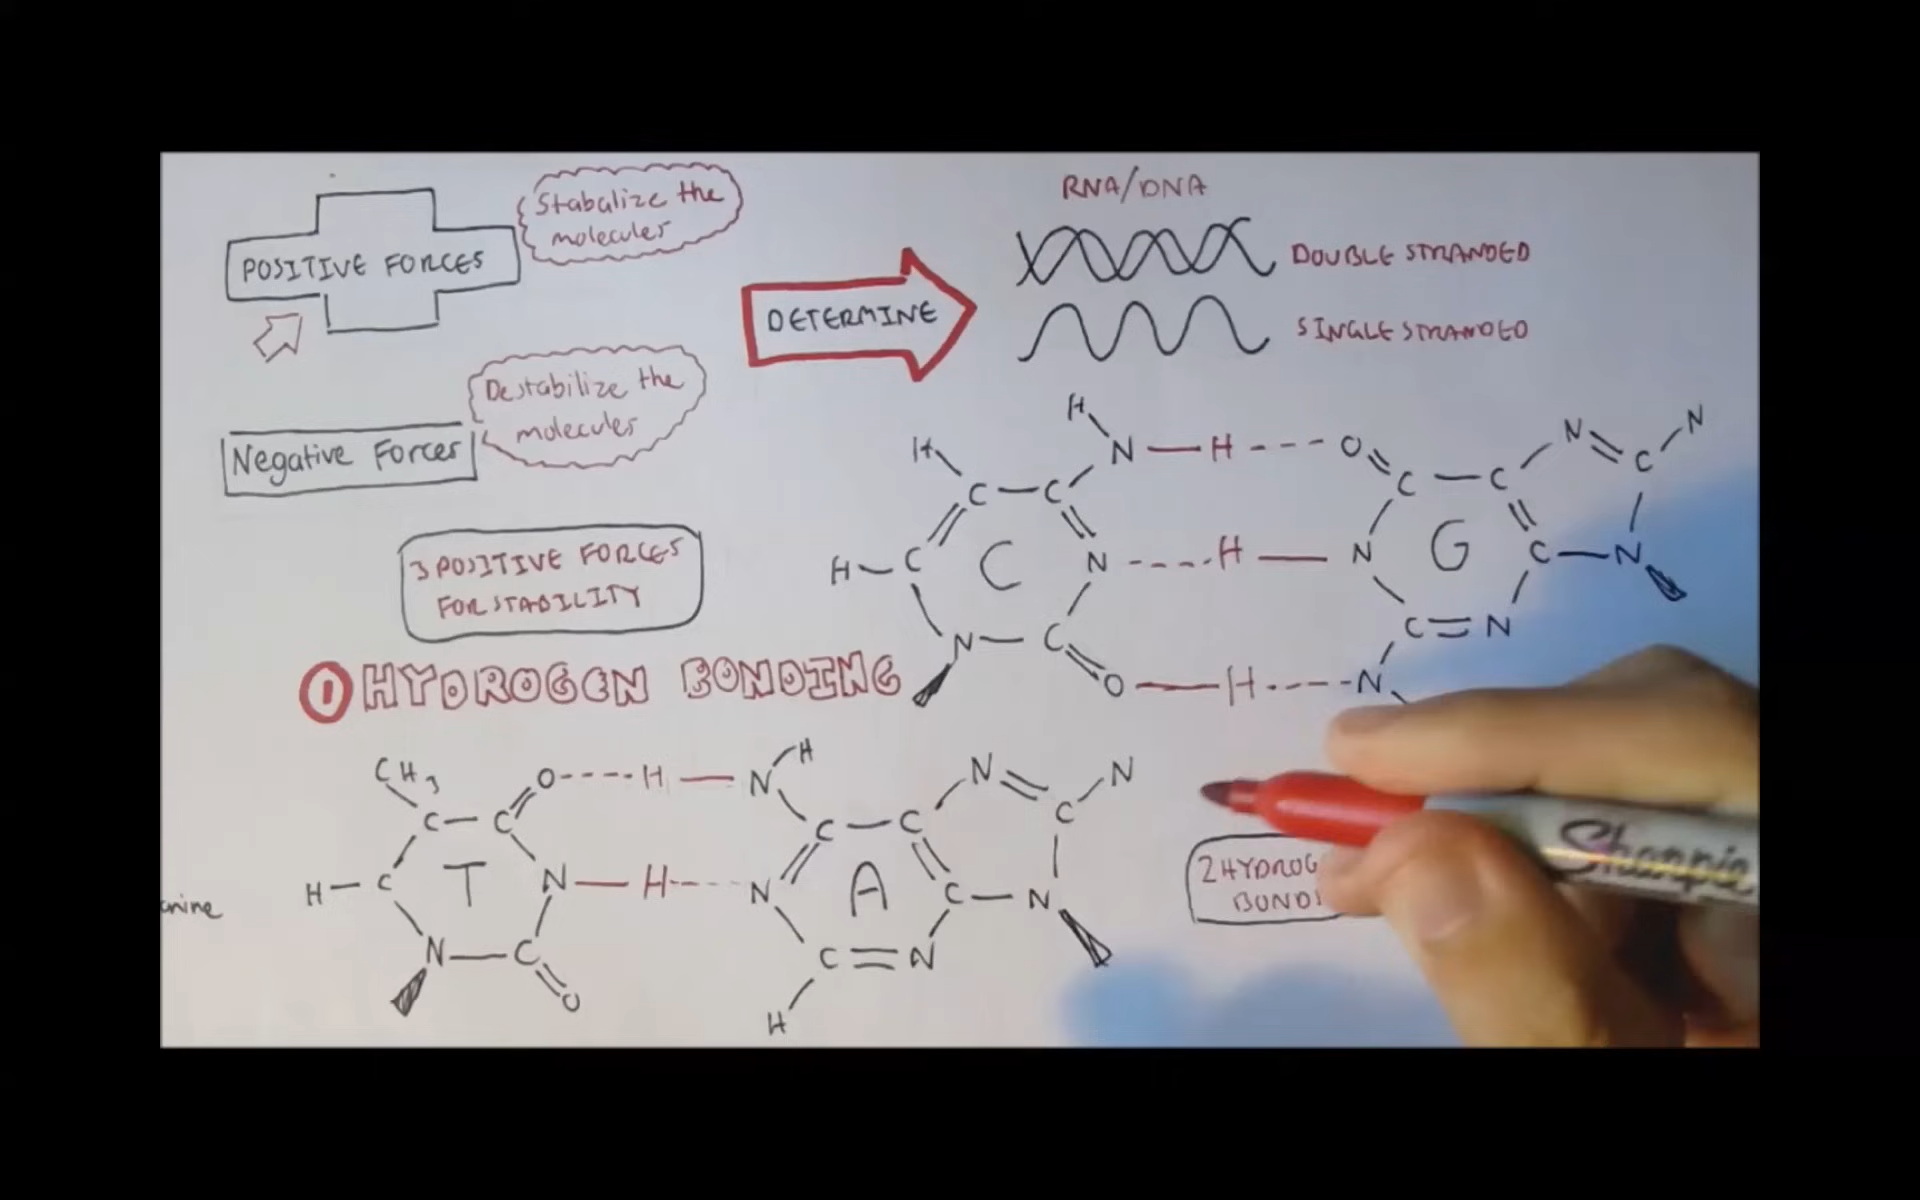 Stabalize the
molecules
POSITIVE FORCES
RNA/DNA
DOUBLE STRANDED
SINGLE STRANDED
DETERMINE
Destabilize the
molecules
Negative Forces
3 POSITIVE FORCES
FOR STABILITY
① HYDROGEN BONDING
H
H N H O N C N
C C C C
H C C N H N G C N
N C C N
O H N
CH3 O H N H N N
C C C C C
H C T N H N A C N
N C C N
O
H
anine
2 HYDROG
BOND
Sharpie